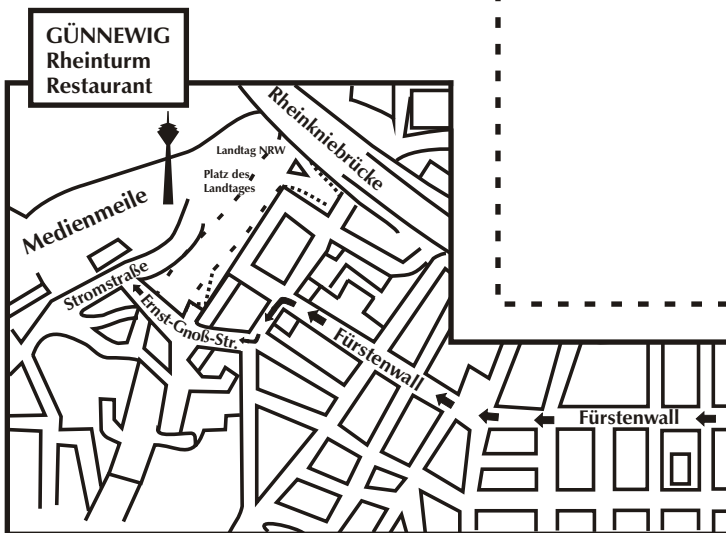 GÜNNEWIG
Rheinturm
Restaurant
Rheinkniebrücke
Landtag NRW
Platz des
Landtages
Medienmeile
Stromstraße
Ernst-Gnoß-Str.
Fürstenwall
Fürstenwall